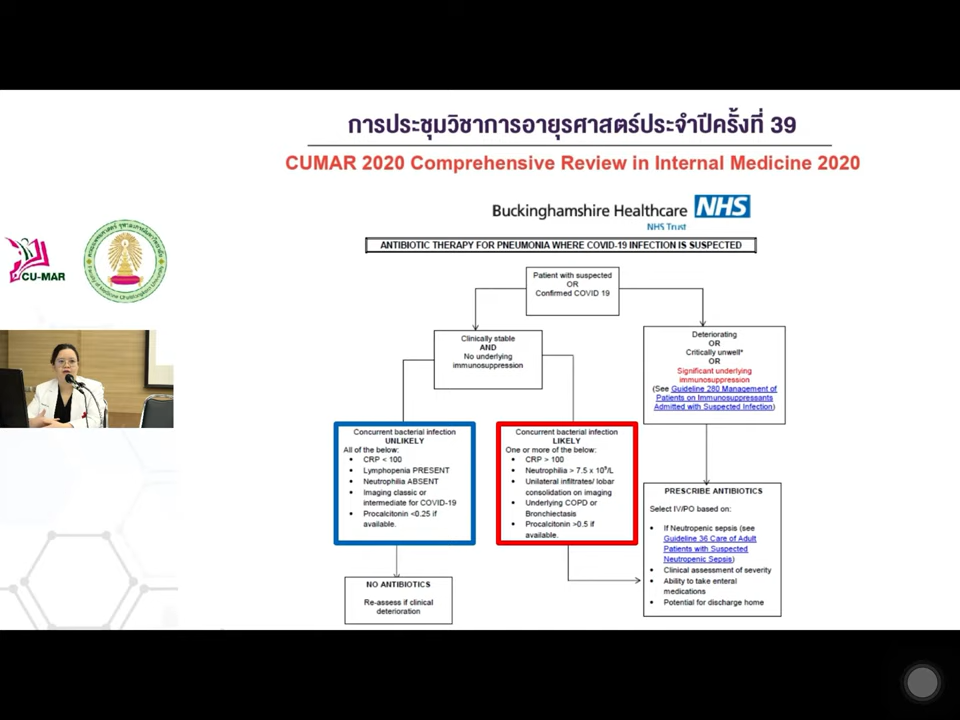 การประชุมวิชาการอายุรศาสตร์ประจำปีครั้งที่ 39
CUMAR 2020 Comprehensive Review in Internal Medicine 2020
CU-MAR
Buckinghamshire Healthcare NHS
NHS Trust
ANTIBIOTIC THERAPY FOR PNEUMONIA WHERE COVID-19 INFECTION IS SUSPECTED
Patient with suspected
OR
Confirmed COVID 19
Clinically stable
AND
No underlying
immunosuppression
Deteriorating
OR
Critically unwell*
OR
Significant underlying
immunosuppression
(See Guideline 280 Management of
Patients on Immunosuppressants
Admitted with Suspected Infection)
Concurrent bacterial infection
UNLIKELY
All of the below:
• CRP < 100
• Lymphopenia PRESENT
• Neutrophilia ABSENT
• Imaging classic or
intermediate for COVID-19
• Procalcitonin <0.25 if
available.
Concurrent bacterial infection
LIKELY
One or more of the below:
• CRP > 100
• Neutrophilia > 7.5 x 10⁹/L
• Unilateral infiltrates/ lobar
consolidation on imaging
• Underlying COPD or
Bronchiectasis
• Procalcitonin >0.5 if
available.
PRESCRIBE ANTIBIOTICS
Select IV/PO based on:
• If Neutropenic sepsis (see
Guideline 36 Care of Adult
Patients with Suspected
Neutropenic Sepsis)
• Clinical assessment of severity
• Ability to take enteral
medications
• Potential for discharge home
NO ANTIBIOTICS
Re-assess if clinical
deterioration